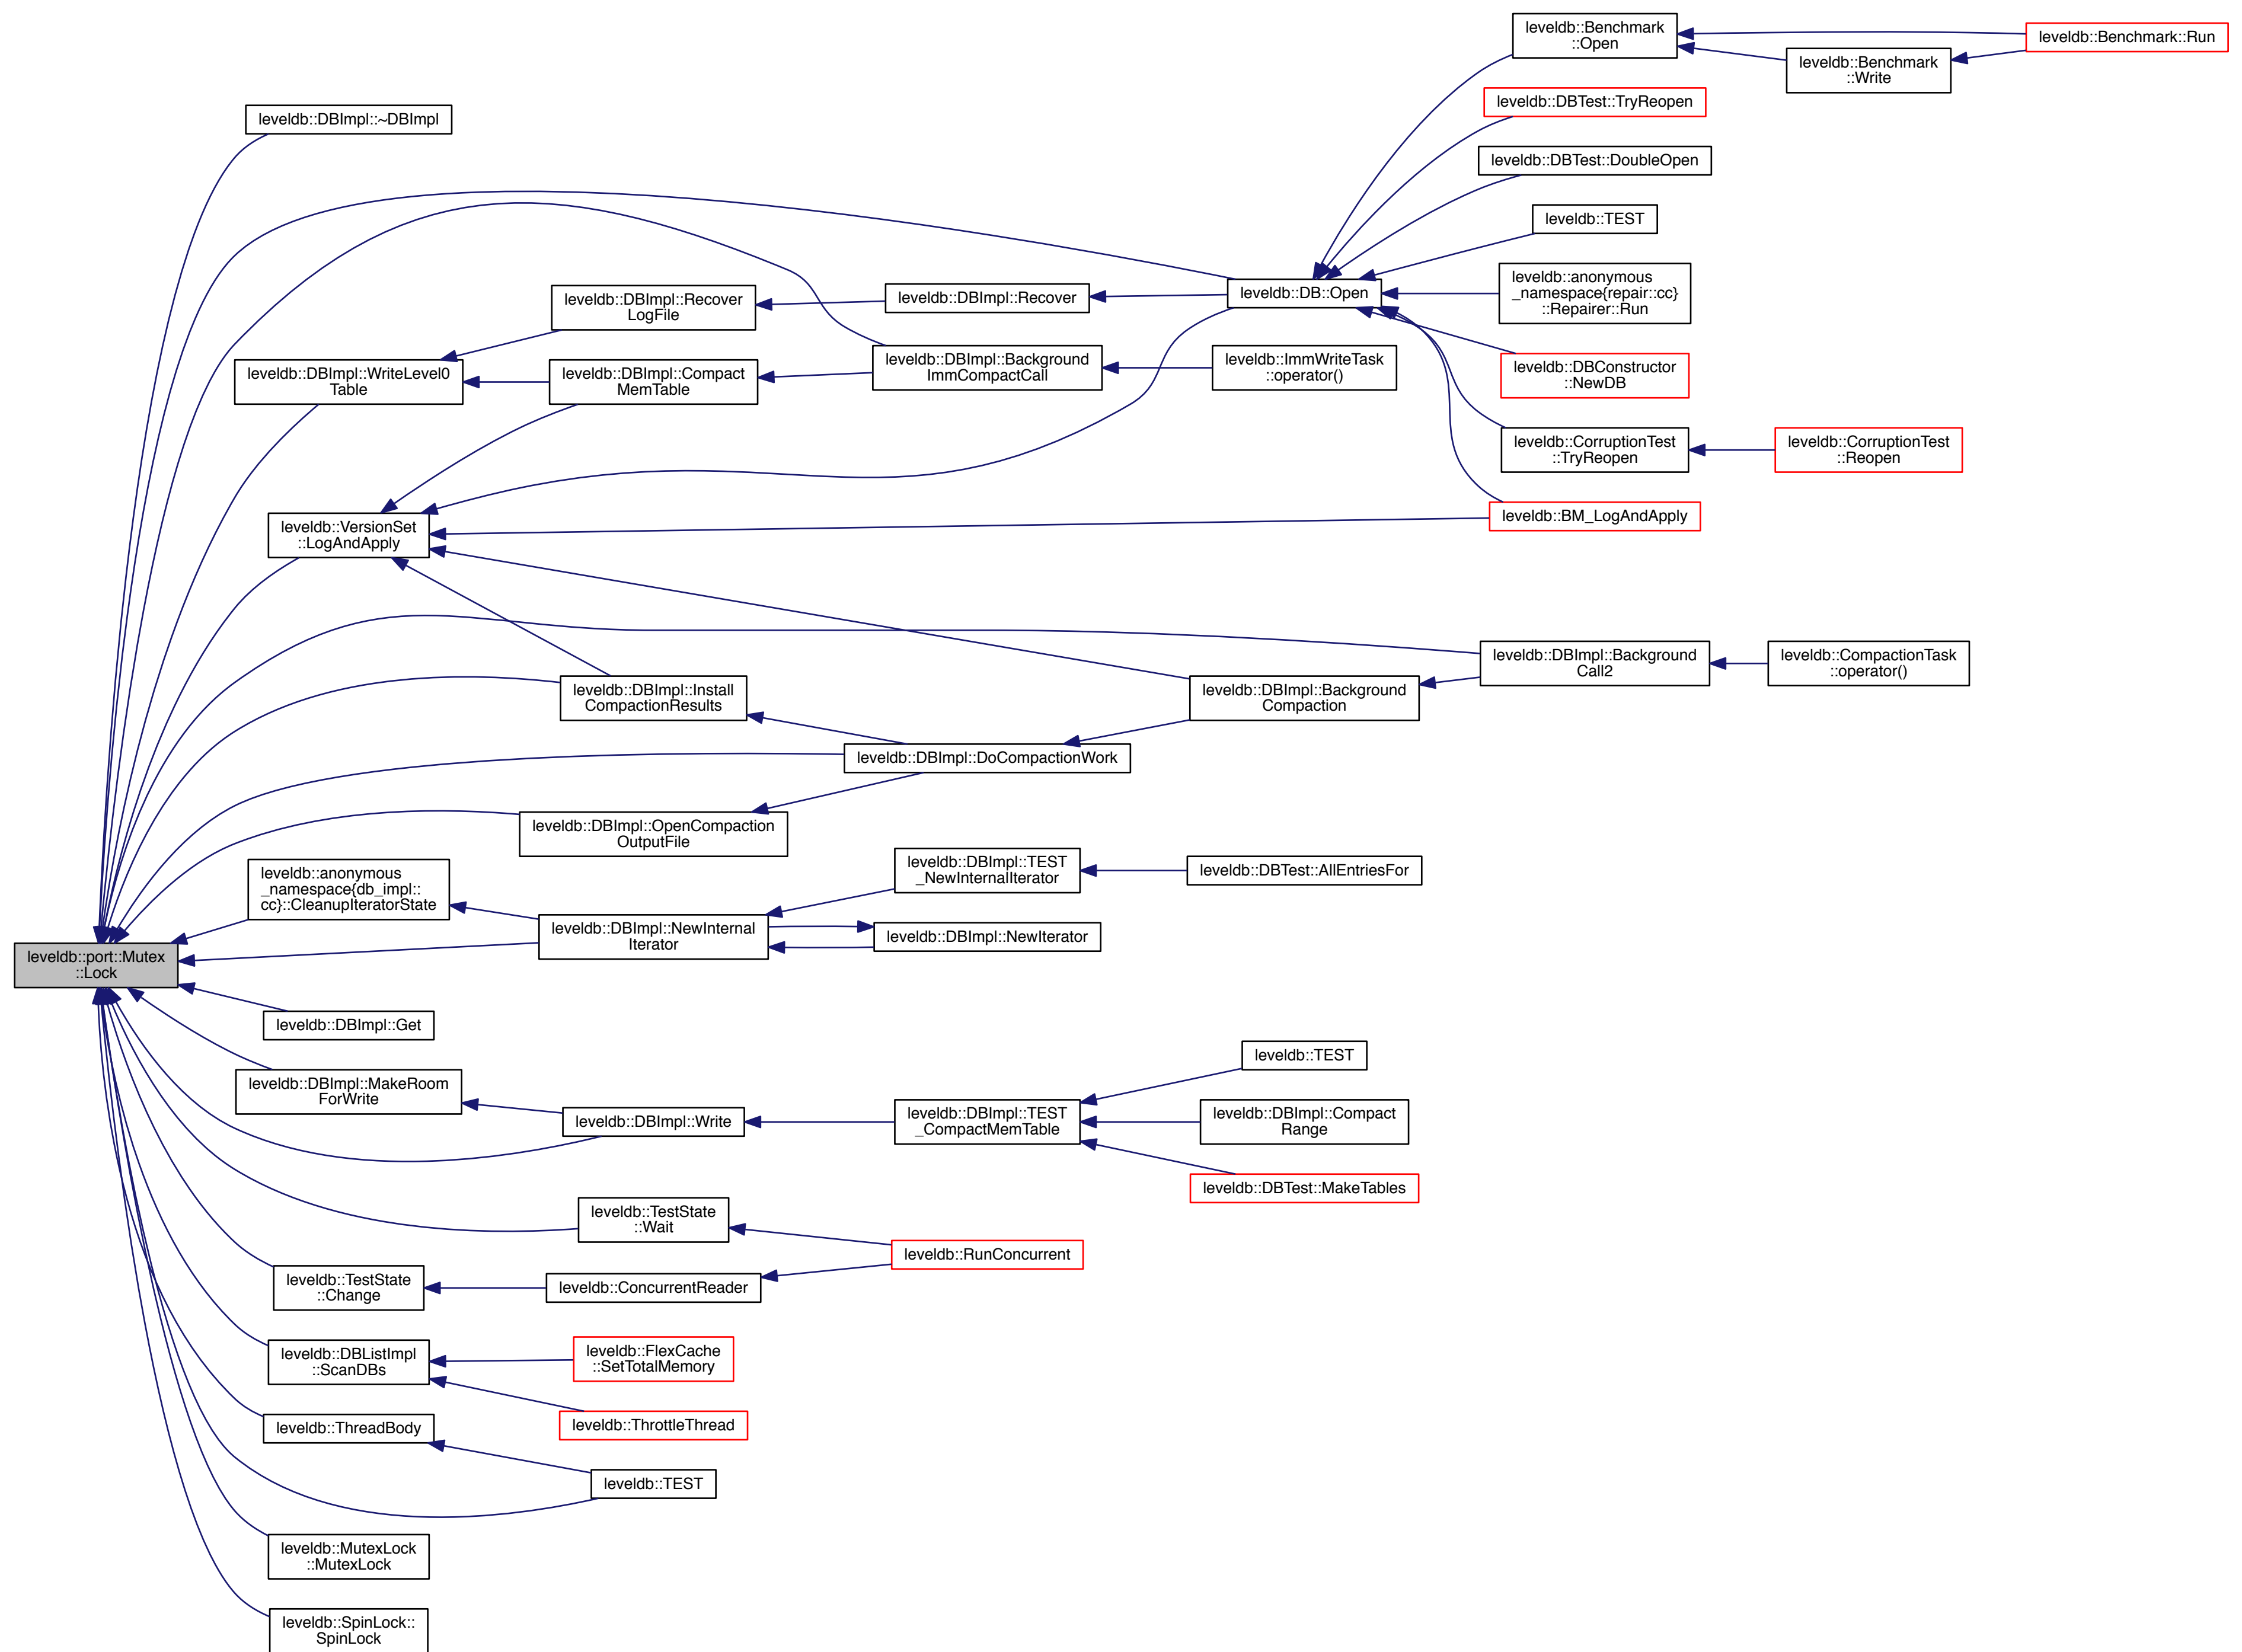 leveldb::Benchmark
::Open
leveldb::Benchmark::Run
leveldb::Benchmark
::Write
leveldb::DBTest::TryReopen
leveldb::DBImpl::~DBImpl
leveldb::DBTest::DoubleOpen
leveldb::TEST
leveldb::anonymous
_namespace{repair::cc}
::Repairer::Run
leveldb::DB::Open
leveldb::DBImpl::Recover
leveldb::DBImpl::Recover
LogFile
leveldb::DBImpl::WriteLevel0
Table
leveldb::DBImpl::Compact
MemTable
leveldb::DBImpl::Background
ImmCompactCall
leveldb::ImmWriteTask
::operator()
leveldb::DBConstructor
::NewDB
leveldb::CorruptionTest
::TryReopen
leveldb::CorruptionTest
::Reopen
leveldb::VersionSet
::LogAndApply
leveldb::BM_LogAndApply
leveldb::DBImpl::Background
Call2
leveldb::CompactionTask
::operator()
leveldb::DBImpl::Install
CompactionResults
leveldb::DBImpl::Background
Compaction
leveldb::DBImpl::DoCompactionWork
leveldb::DBImpl::OpenCompaction
OutputFile
leveldb::anonymous
_namespace{db_impl::
cc}::CleanupIteratorState
leveldb::DBImpl::TEST
_NewInternalIterator
leveldb::DBTest::AllEntriesFor
leveldb::DBImpl::NewInternal
Iterator
leveldb::DBImpl::NewIterator
leveldb::port::Mutex
::Lock
leveldb::DBImpl::Get
leveldb::DBImpl::MakeRoom
ForWrite
leveldb::DBImpl::Write
leveldb::DBImpl::TEST
_CompactMemTable
leveldb::TEST
leveldb::DBImpl::Compact
Range
leveldb::DBTest::MakeTables
leveldb::TestState
::Wait
leveldb::RunConcurrent
leveldb::TestState
::Change
leveldb::ConcurrentReader
leveldb::DBListImpl
::ScanDBs
leveldb::FlexCache
::SetTotalMemory
leveldb::ThrottleThread
leveldb::ThreadBody
leveldb::TEST
leveldb::MutexLock
::MutexLock
leveldb::SpinLock::
SpinLock